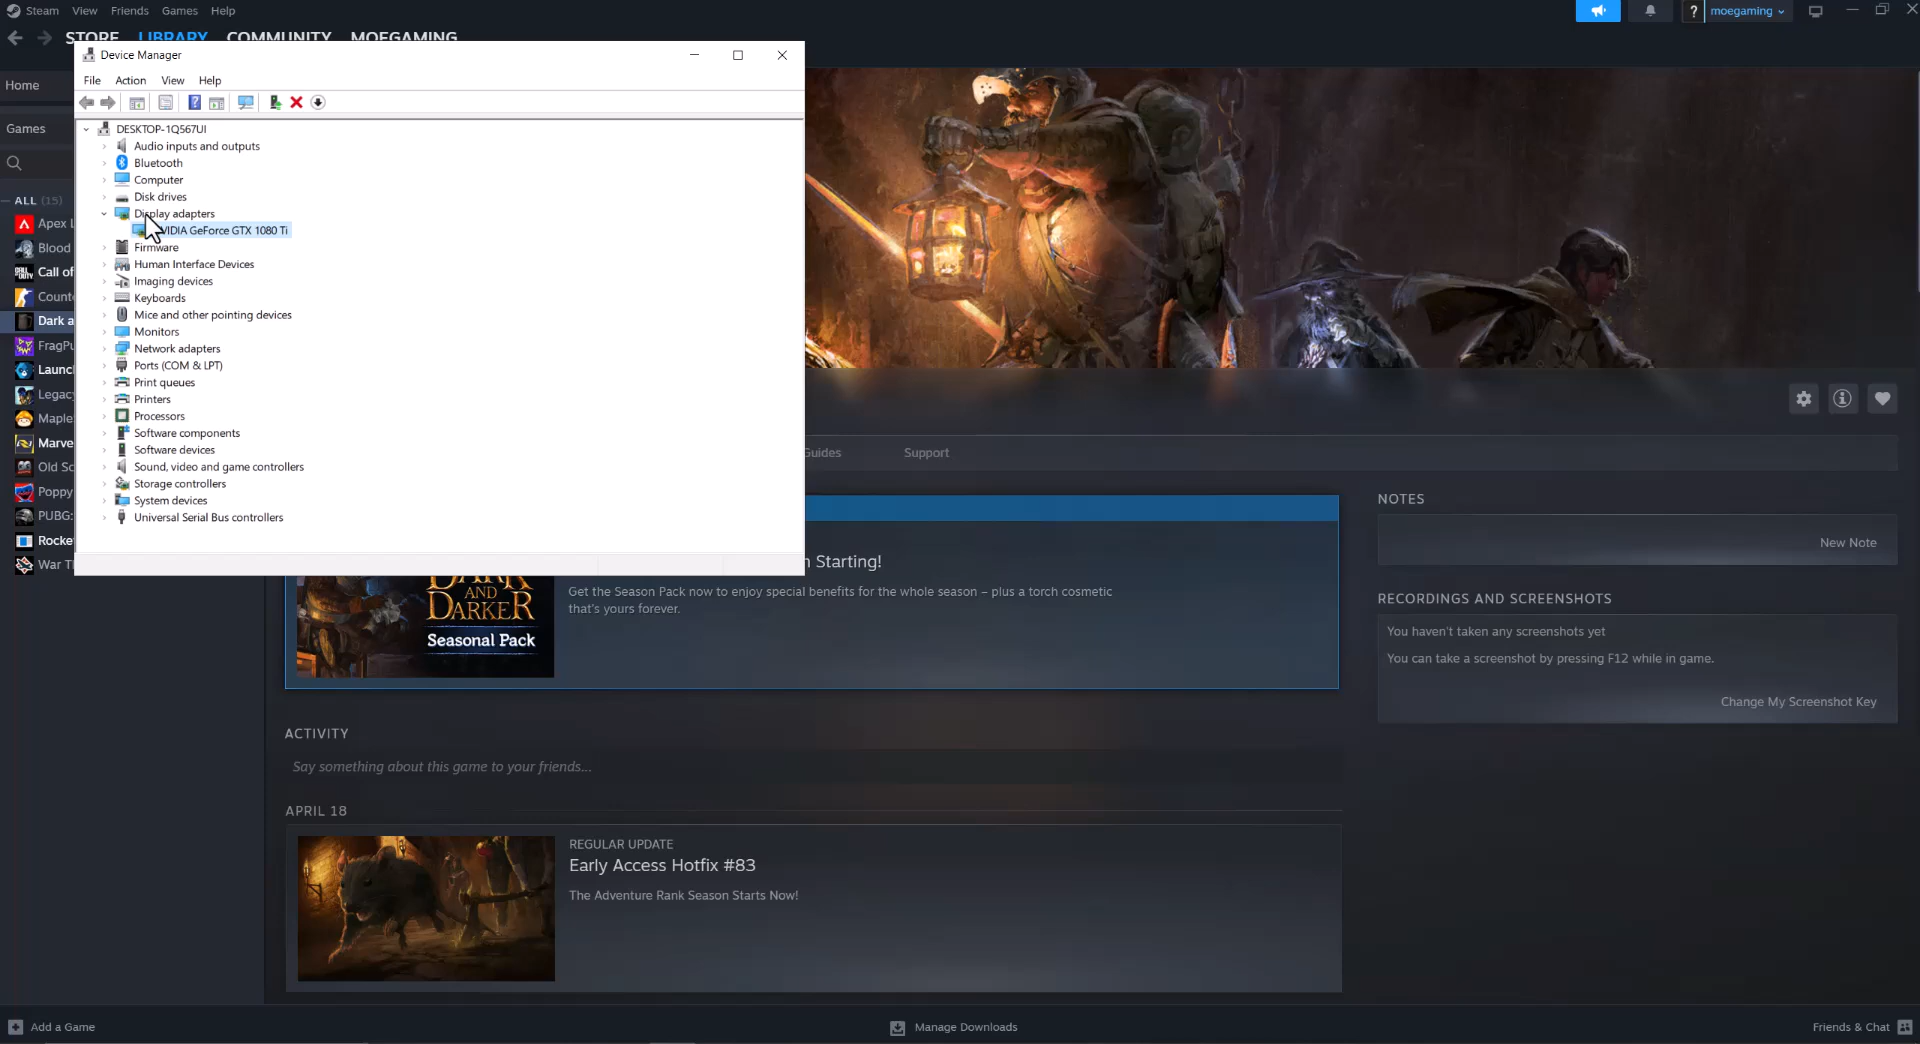 Steam View Friends Games Help
? moegaming
STORE LIBRARY COMMUNITY MOEGAMING
Device Manager
File Action View Help
Home
Games
DESKTOP-1Q567UI
Audio inputs and outputs
Bluetooth
Computer
Disk drives
Display adapters
VIDIA GeForce GTX 1080 Ti
Firmware
Human Interface Devices
Imaging devices
Keyboards
Mice and other pointing devices
Monitors
Network adapters
Ports (COM & LPT)
Print queues
Printers
Processors
Software components
Software devices
Sound, video and game controllers
Storage controllers
System devices
Universal Serial Bus controllers
ALL (15)
Apex L
Blood
Call of
Count
Dark a
FragPu
Launc
Legac
Maple
Marve
Old Sc
Poppy
PUBG:
Rocke
War T
Guides Support
n Starting!
Get the Season Pack now to enjoy special benefits for the whole season – plus a torch cosmetic
that's yours forever.
DARK
AND
DARKER
Seasonal Pack
NOTES
New Note
RECORDINGS AND SCREENSHOTS
You haven't taken any screenshots yet
You can take a screenshot by pressing F12 while in game.
Change My Screenshot Key
ACTIVITY
Say something about this game to your friends...
APRIL 18
REGULAR UPDATE
Early Access Hotfix #83
The Adventure Rank Season Starts Now!
Add a Game
Manage Downloads
Friends & Chat